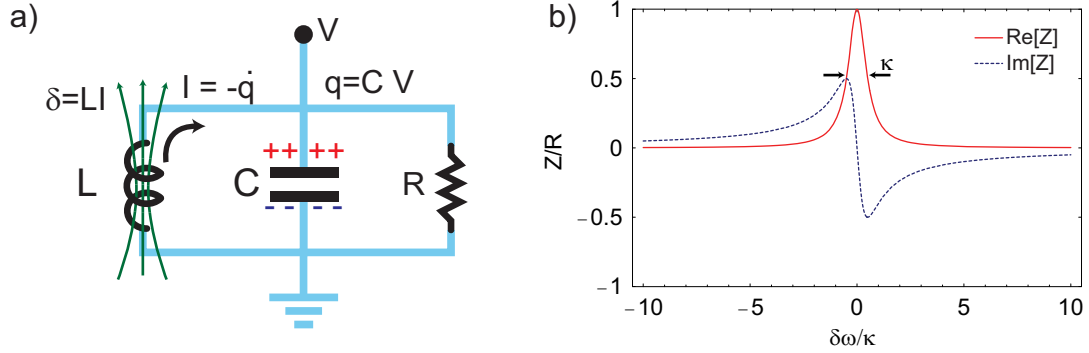 a)
V
δ=LI
I = -q̇
q=C V
++ ++
L
C
R
- - - -
b)
1
0.5
0
−0.5
−1
Z/R
Re[Z]
Im[Z]
κ
−10
−5
0
5
10
δω/κ